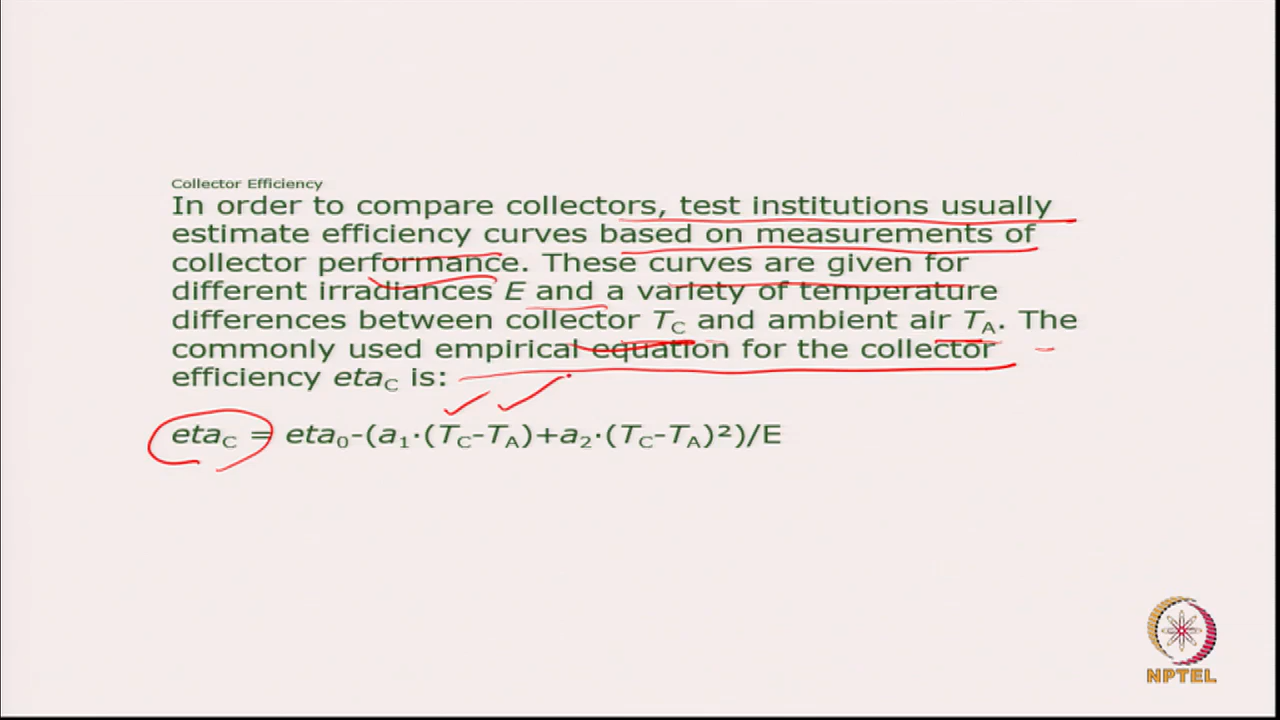 Collector Efficiency
In order to compare collectors, test institutions usually
estimate efficiency curves based on measurements of
collector performance. These curves are given for
different irradiances E and a variety of temperature
differences between collector T_C and ambient air T_A. The
commonly used empirical equation for the collector
efficiency eta_C is:
eta_C = eta_0-(a_1·(T_C-T_A)+a_2·(T_C-T_A)²)/E
NPTEL